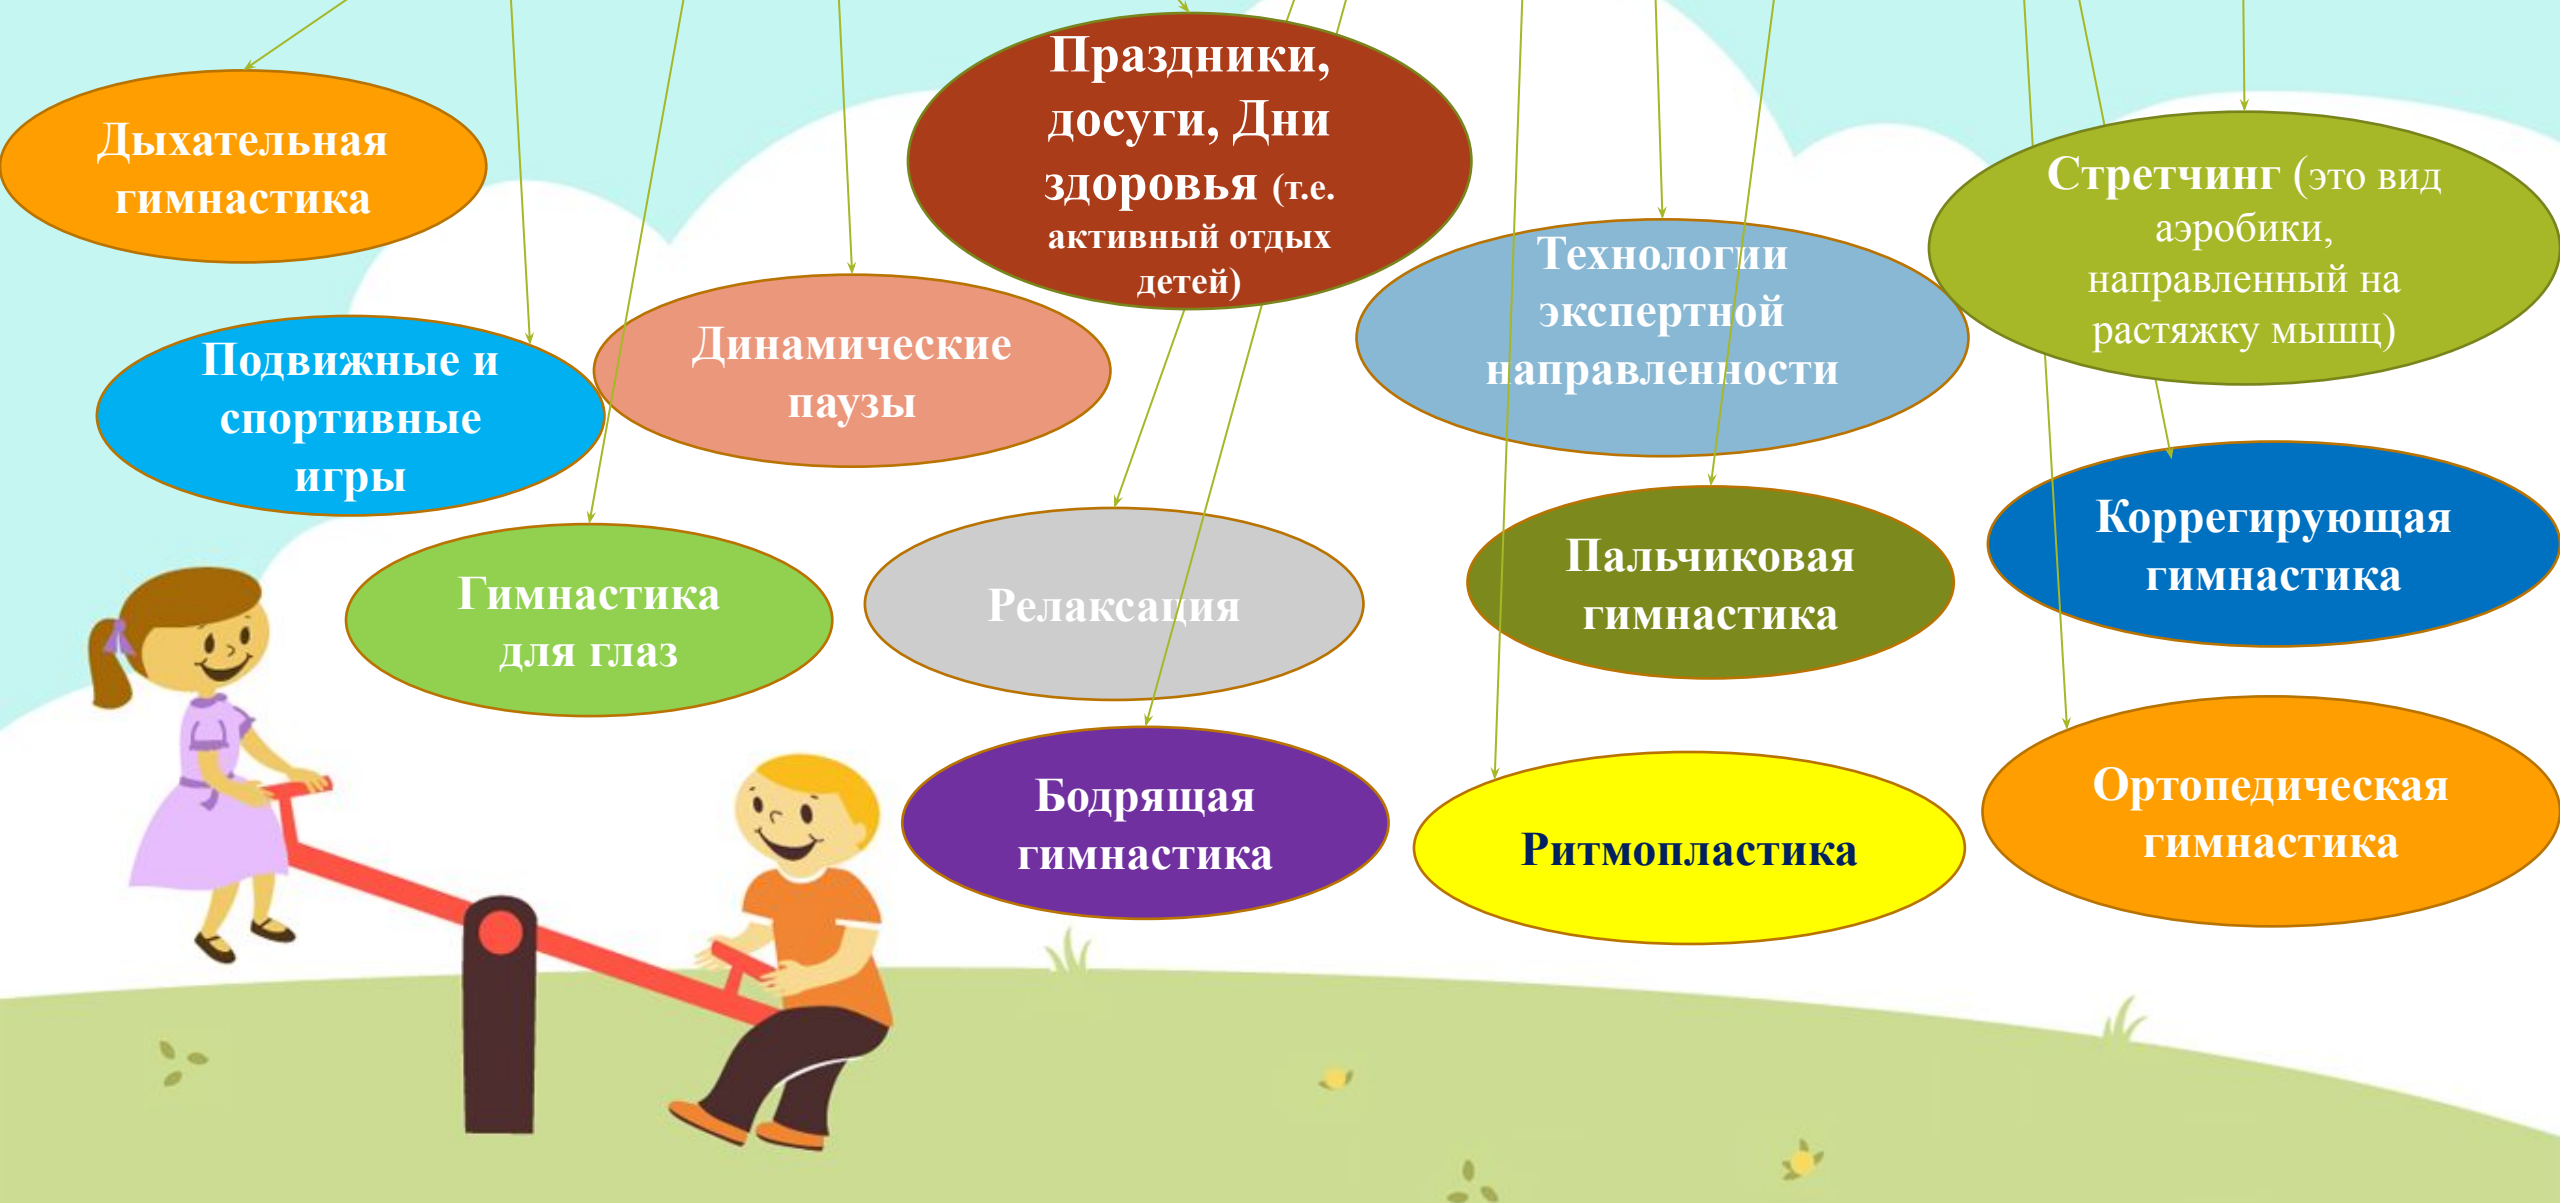 Дыхательная
гимнастика
Праздники,
досуги, Дни
здоровья (т.е.
активный отдых
детей)
Стретчинг (это вид
аэробики,
направленный на
растяжку мышц)
Технологии
экспертной
направленности
Подвижные и
спортивные
игры
Динамические
паузы
Гимнастика
для глаз
Релаксация
Пальчиковая
гимнастика
Коррегирующая
гимнастика
Бодрящая
гимнастика
Ритмопластика
Ортопедическая
гимнастика